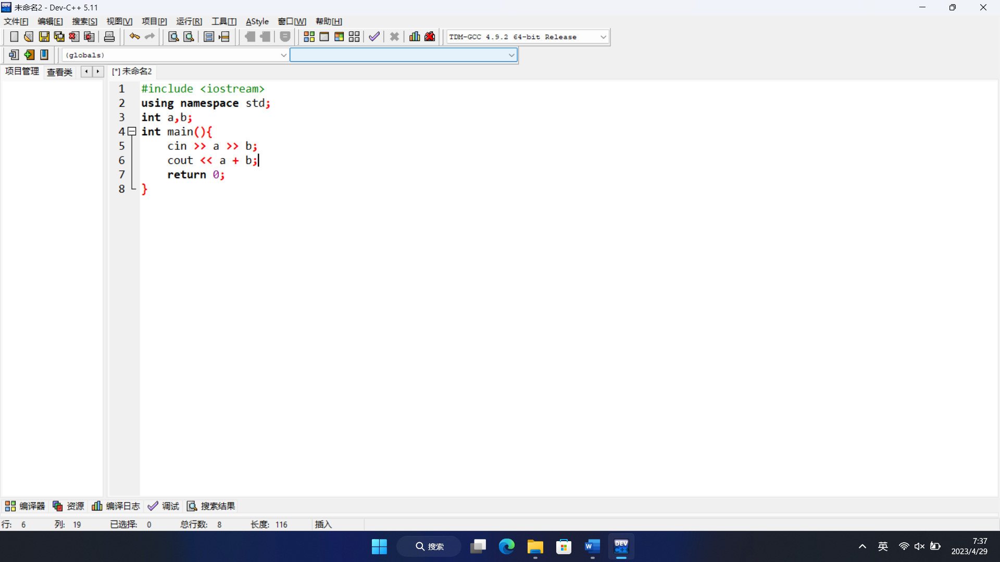 未命名2 - Dev-C++ 5.11
文件[F] 编辑[E] 搜索[S] 视图[V] 项目[P] 运行[R] 工具[T] AStyle 窗口[W] 帮助[H]
TDM-GCC 4.9.2 64-bit Release
(globals)
项目管理 查看类 [*] 未命名2
1 #include <iostream>
2 using namespace std;
3 int a,b;
4 int main(){
5 cin >> a >> b;
6 cout << a + b;
7 return 0;
8 }
编译器 资源 编译日志 调试 搜索结果
行: 6 列: 19 已选择: 0 总行数: 8 长度: 116 插入
搜索 W DEV C++ 英 7:37
2023/4/29